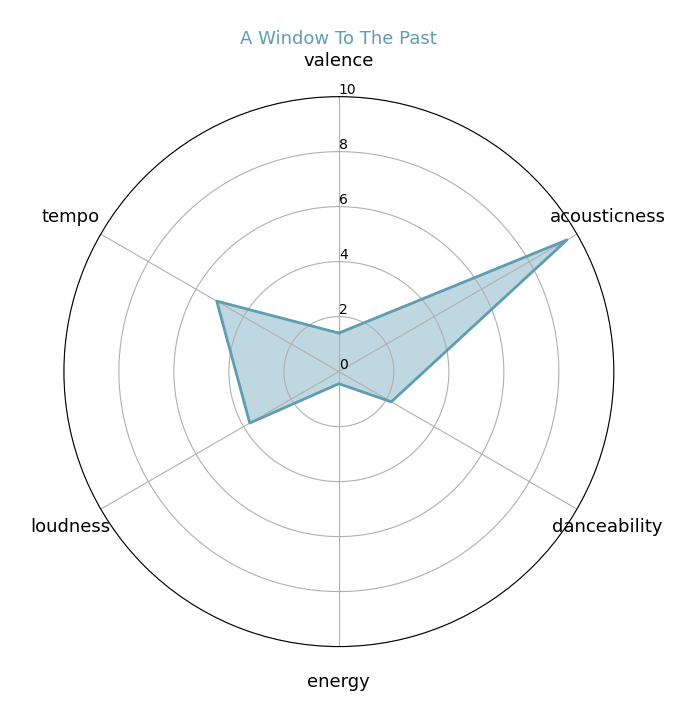 A Window To The Past
valence
10
8
6
4
2
0
tempo
acousticness
loudness
danceability
energy